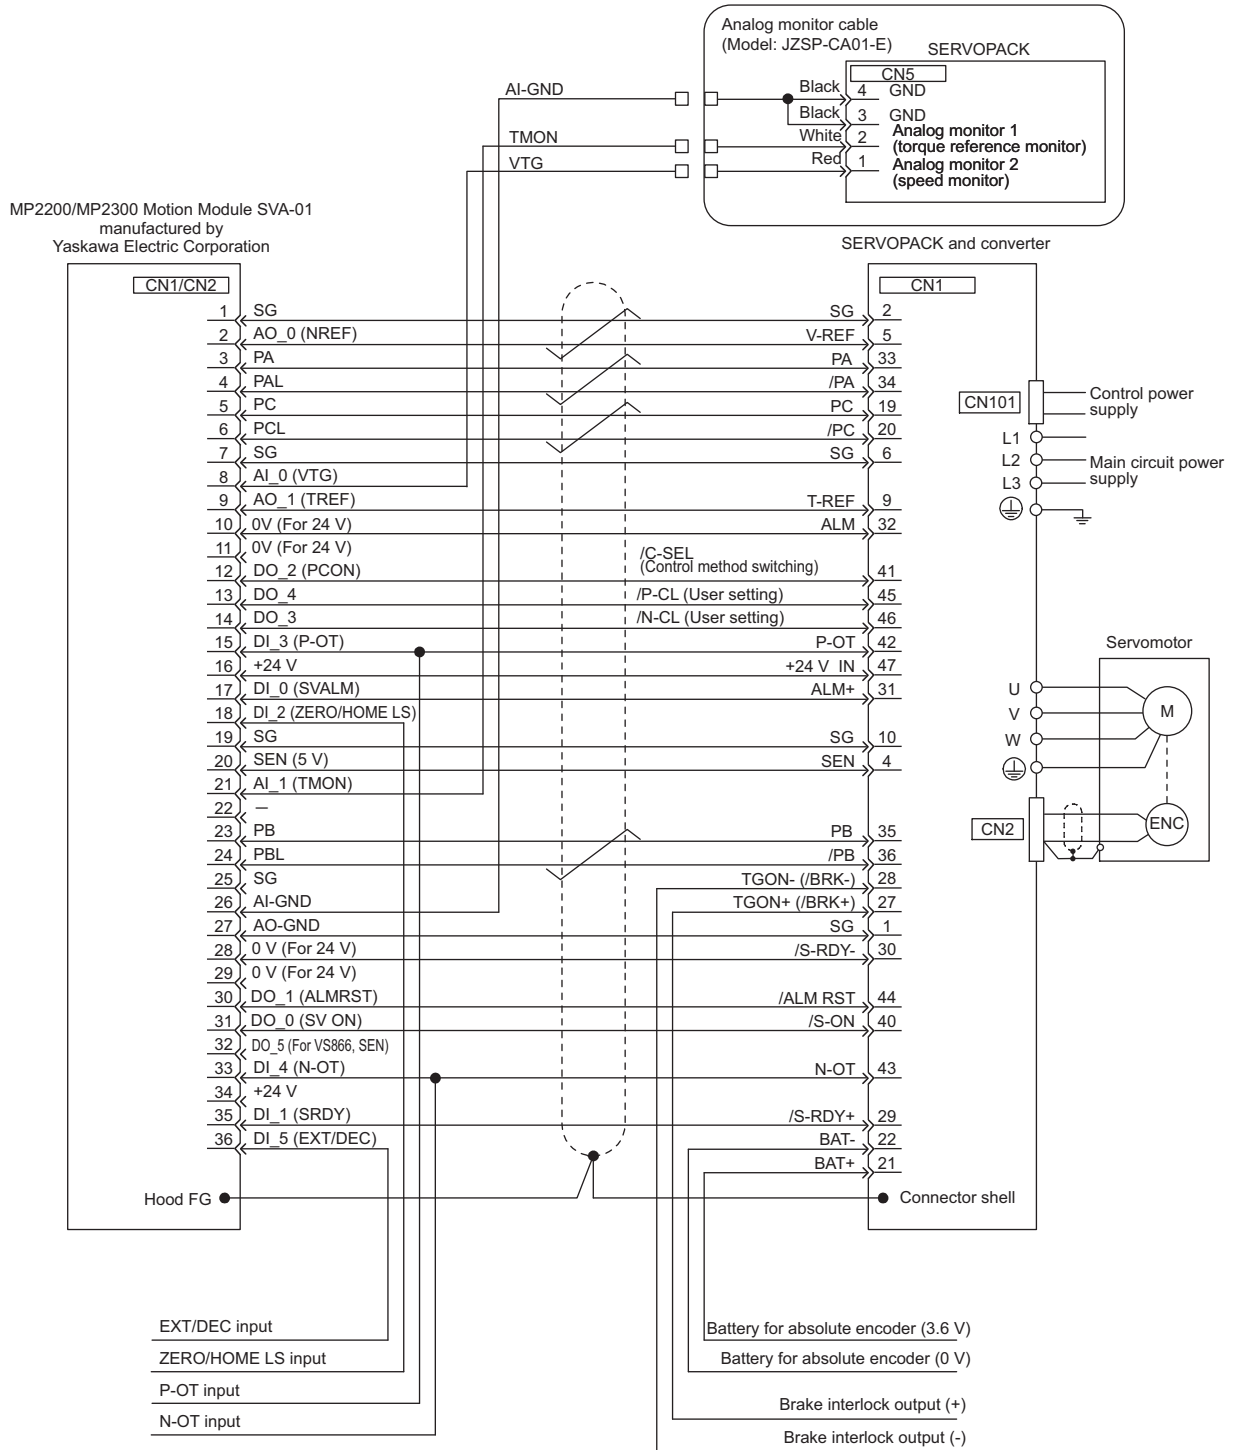 Analog monitor cable
(Model: JZSP-CA01-E)
SERVOPACK
CN5
AI-GND
Black 4 GND
Black 3 GND
TMON
White 2 Analog monitor 1
(torque reference monitor)
VTG
Red 1 Analog monitor 2
(speed monitor)
MP2200/MP2300 Motion Module SVA-01
manufactured by
Yaskawa Electric Corporation
SERVOPACK and converter
CN1/CN2
CN1
1 SG SG 2
2 AO_0 (NREF) V-REF 5
3 PA PA 33
4 PAL /PA 34
5 PC PC 19
6 PCL /PC 20
7 SG SG 6
8 AI_0 (VTG)
9 AO_1 (TREF) T-REF 9
10 0V (For 24 V) ALM 32
11 0V (For 24 V)
/C-SEL
(Control method switching)
12 DO_2 (PCON) 41
13 DO_4 /P-CL (User setting) 45
14 DO_3 /N-CL (User setting) 46
15 DI_3 (P-OT) P-OT 42
16 +24 V +24 V IN 47
17 DI_0 (SVALM) ALM+ 31
18 DI_2 (ZERO/HOME LS)
19 SG SG 10
20 SEN (5 V) SEN 4
21 AI_1 (TMON)
22 —
23 PB PB 35
24 PBL /PB 36
25 SG TGON- (/BRK-) 28
26 AI-GND TGON+ (/BRK+) 27
27 AO-GND SG 1
28 0 V (For 24 V) /S-RDY- 30
29 0 V (For 24 V)
30 DO_1 (ALMRST) /ALM RST 44
31 DO_0 (SV ON) /S-ON 40
32 DO_5 (For VS866, SEN)
33 DI_4 (N-OT) N-OT 43
34 +24 V
35 DI_1 (SRDY) /S-RDY+ 29
36 DI_5 (EXT/DEC) BAT- 22
BAT+ 21
Hood FG
Connector shell
CN101
Control power
supply
L1
L2
L3
Main circuit power
supply
Servomotor
U
V
W
M
CN2
ENC
EXT/DEC input
ZERO/HOME LS input
P-OT input
N-OT input
Battery for absolute encoder (3.6 V)
Battery for absolute encoder (0 V)
Brake interlock output (+)
Brake interlock output (-)